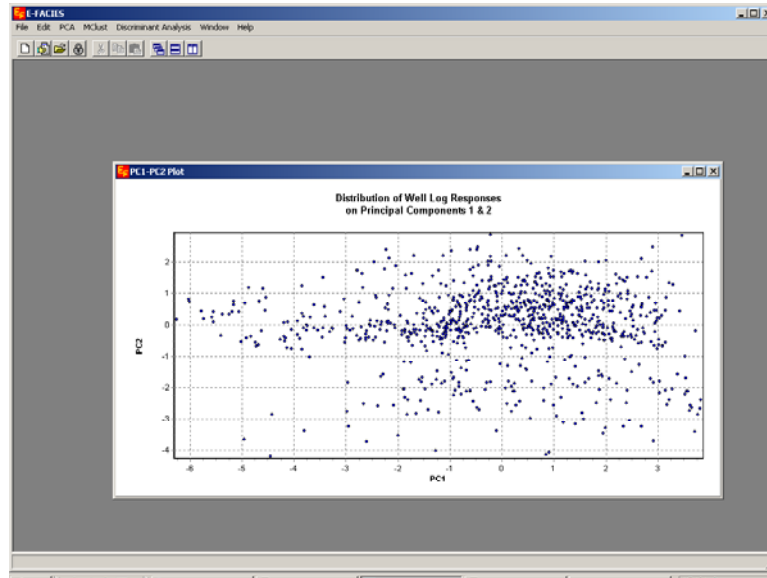 E-FACIES
File Edit PCA MClust Discriminant Analysis Window Help
PC1-PC2 Plot
Distribution of Well Log Responses
on Principal Components 1 & 2
2
1
0
-1
-2
-3
-4
PC2
-6 -5 -4 -3 -2 -1 0 1 2 3
PC1